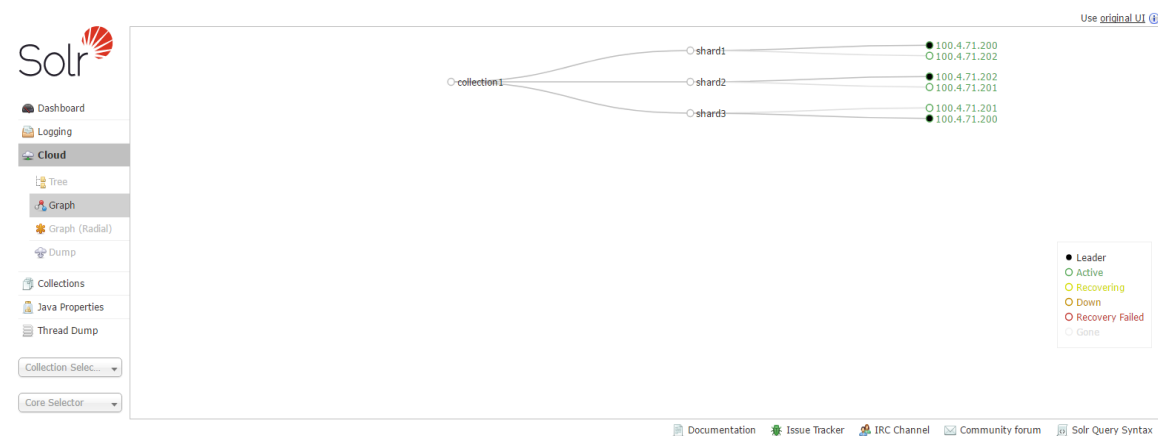 Use original UI
Solr
collection1
shard1
100.4.71.200
100.4.71.202
shard2
100.4.71.202
100.4.71.201
shard3
100.4.71.201
100.4.71.200
Dashboard
Logging
Cloud
Tree
Graph
Graph (Radial)
Dump
Collections
Java Properties
Thread Dump
Collection Selec...
Core Selector
Leader
Active
Recovering
Down
Recovery Failed
Gone
Documentation Issue Tracker IRC Channel Community forum Solr Query Syntax